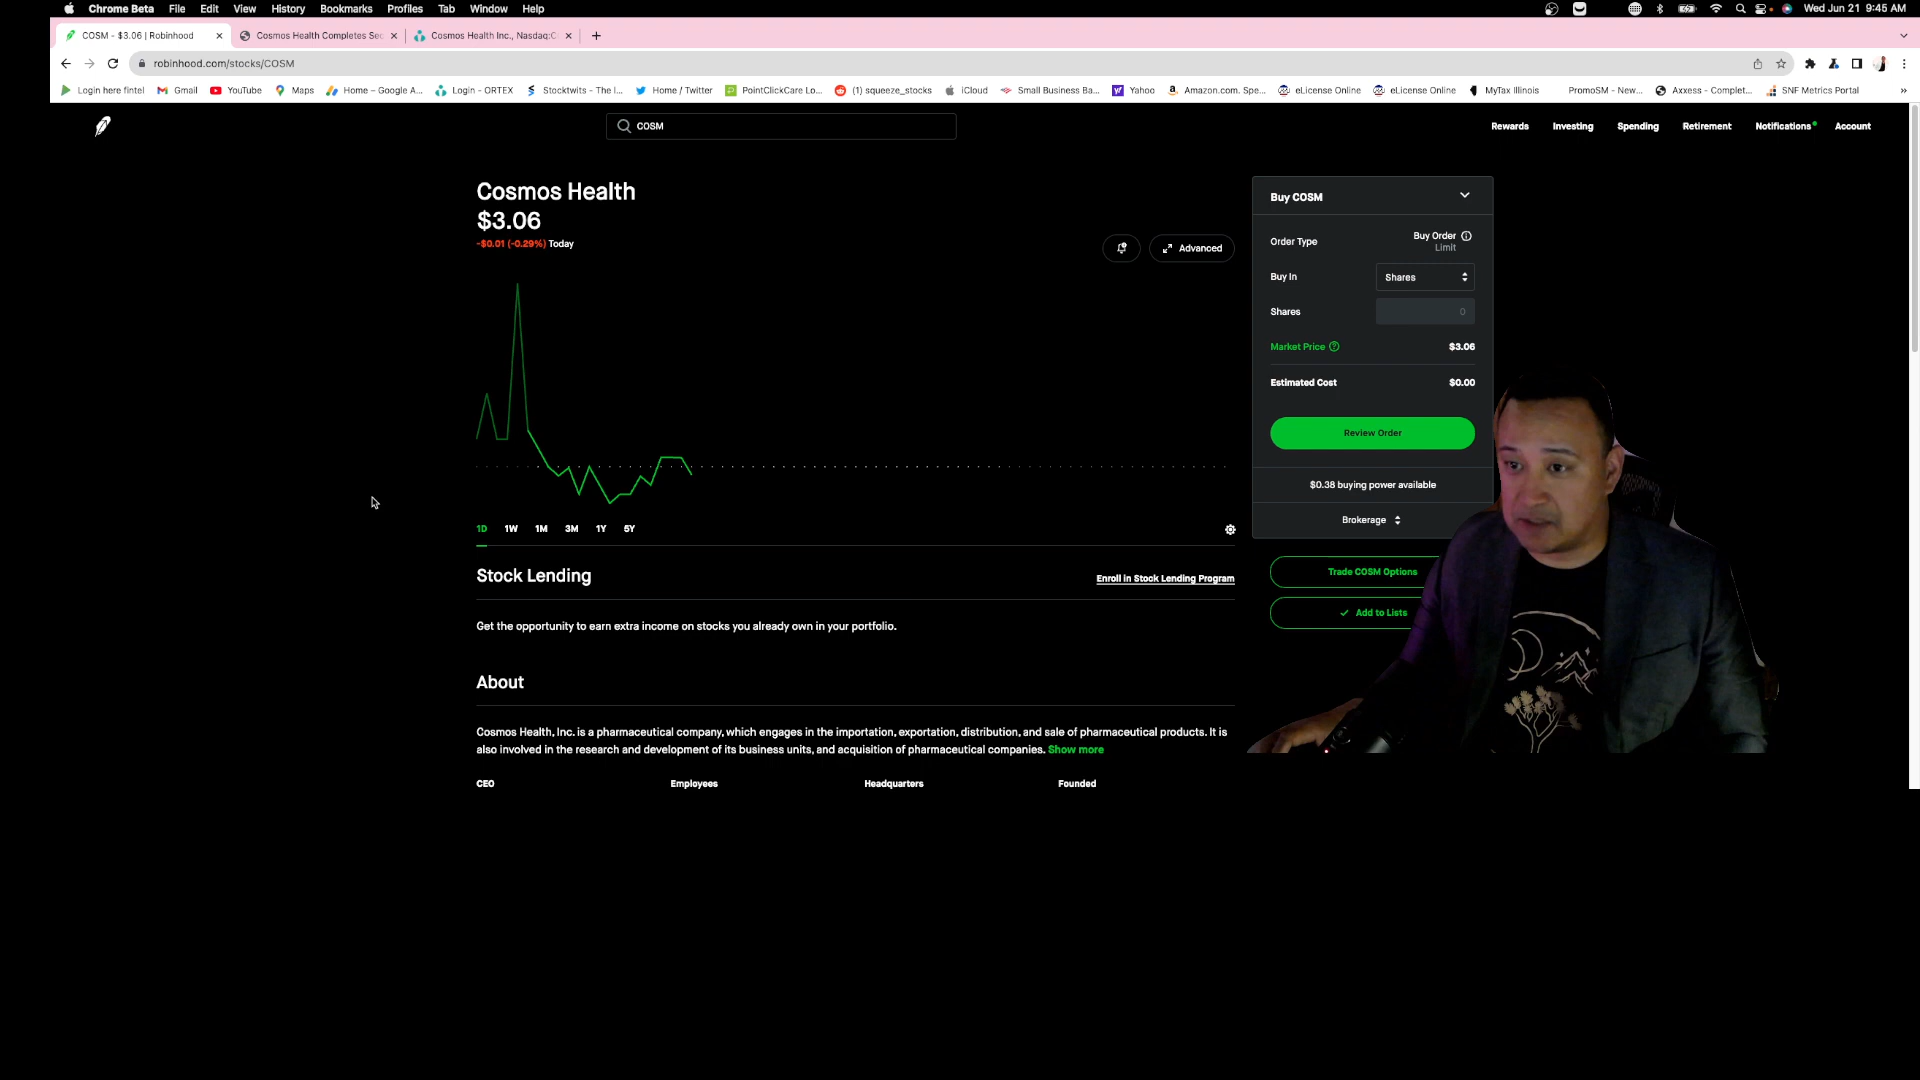 Chrome Beta File Edit View History Bookmarks Profiles Tab Window Help Wed Jun 21 9:45 AM
COSM - $3.06 | Robinhood Cosmos Health Completes Sec Cosmos Health Inc., Nasdaq:C
robinhood.com/stocks/COSM
Login here fintel Gmail YouTube Maps Home – Google A... Login - ORTEX Stocktwits - The l... Home / Twitter PointClickCare Lo... (1) squeeze_stocks iCloud Small Business Ba... Yahoo Amazon.com. Spe... eLicense Online eLicense Online MyTax Illinois PromoSM - New... Axxess - Complet... SNF Metrics Portal »
COSM
Rewards Investing Spending Retirement Notifications Account
Cosmos Health
$3.06
-$0.01 (-0.29%) Today
Advanced
1D 1W 1M 3M 1Y 5Y
Stock Lending
Enroll in Stock Lending Program
Get the opportunity to earn extra income on stocks you already own in your portfolio.
About
Cosmos Health, Inc. is a pharmaceutical company, which engages in the importation, exportation, distribution, and sale of pharmaceutical products. It is
also involved in the research and development of its business units, and acquisition of pharmaceutical companies. Show more
CEO Employees Headquarters Founded
Buy COSM
Order Type Buy Order
Limit
Buy In Shares
Shares 0
Market Price $3.06
Estimated Cost $0.00
Review Order
$0.38 buying power available
Brokerage
Trade COSM Options
Add to Lists